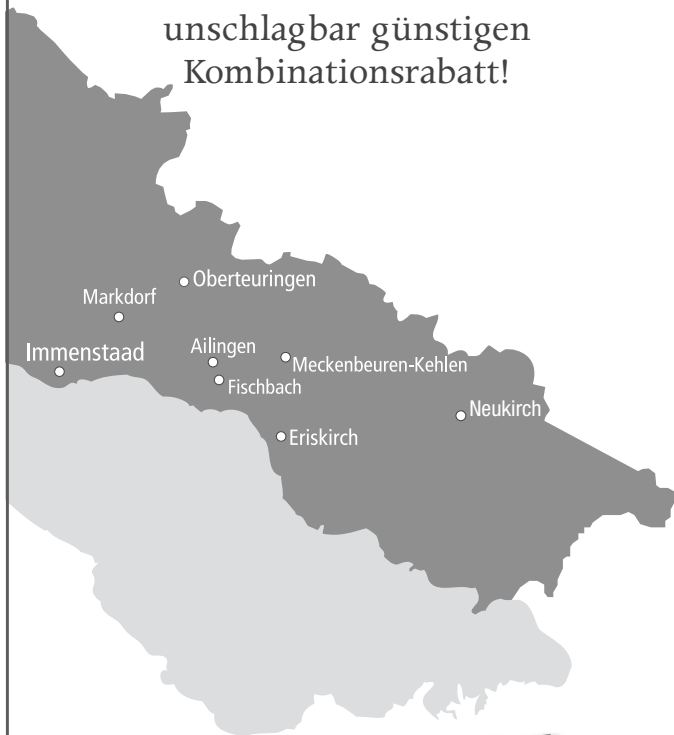 unschlagbar günstigen
Kombinationsrabatt!
Oberteuringen
Markdorf
Immenstaad
Ailingen
Meckenbeuren-Kehlen
Fischbach
Neukirch
Eriskirch